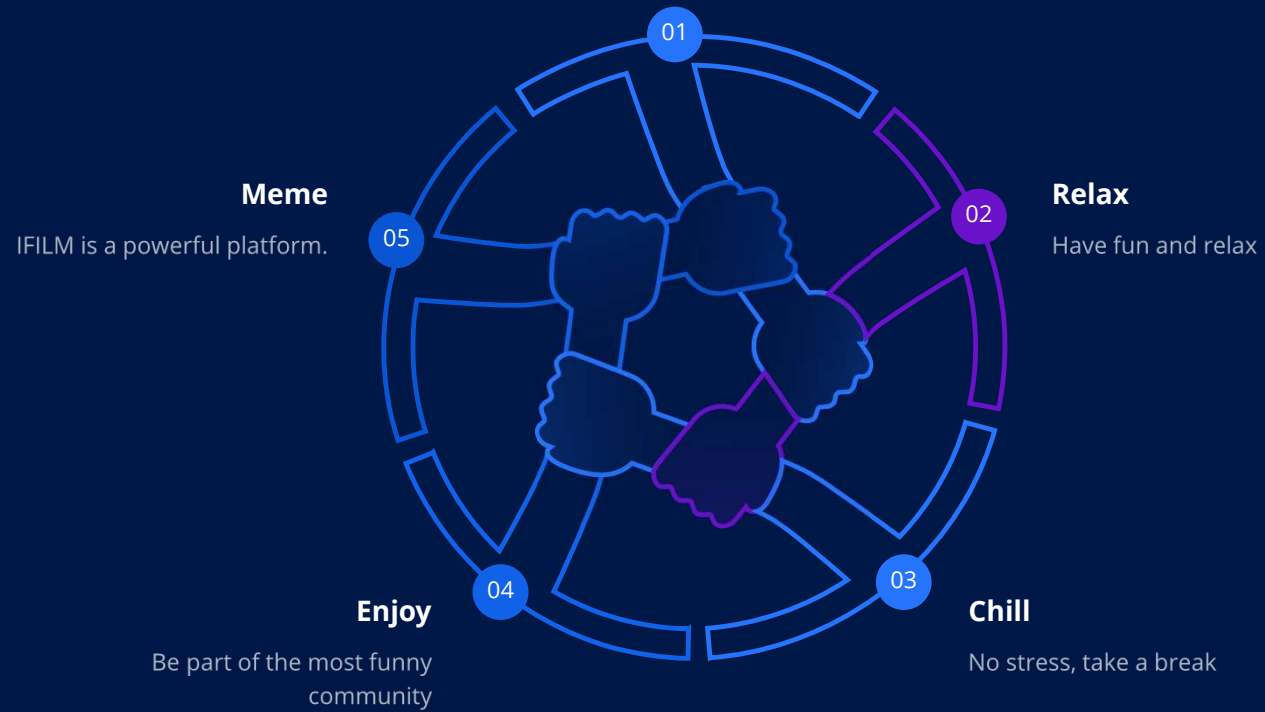 01
02
Relax
Have fun and relax
03
Chill
No stress, take a break
04
Enjoy
Be part of the most funny
community
05
Meme
IFILM is a powerful platform.